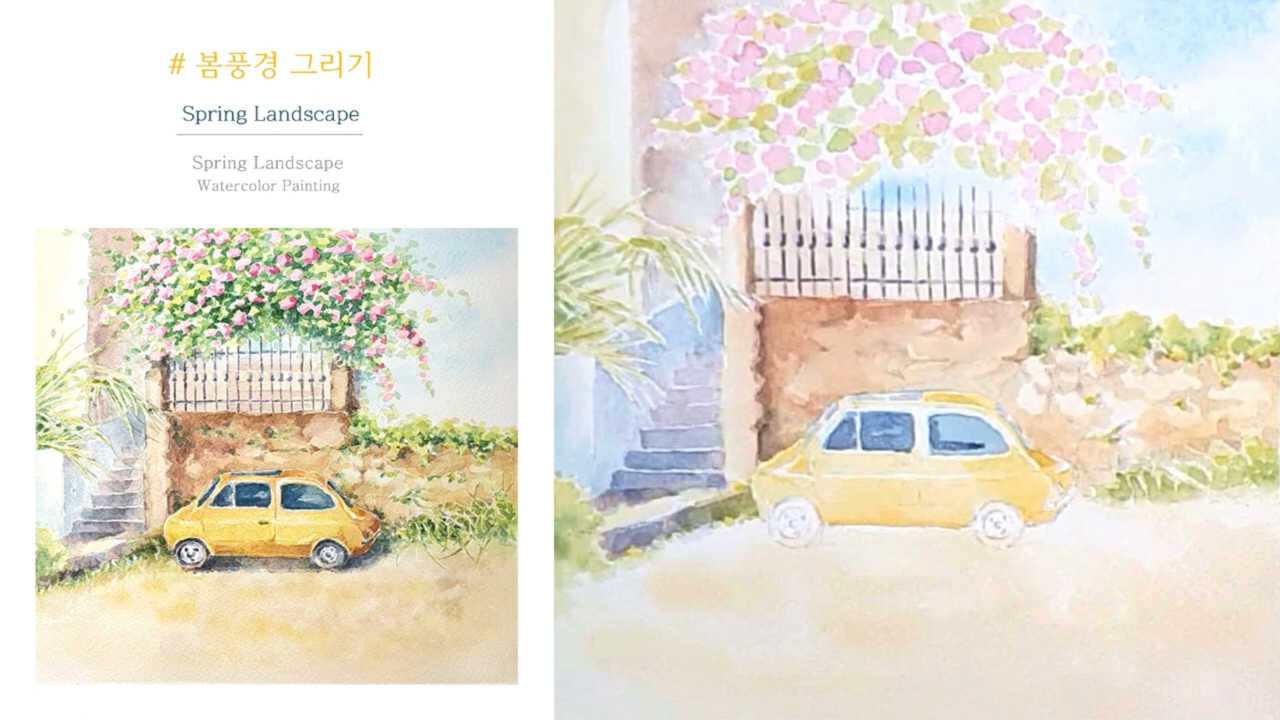 # 봄풍경 그리기
Spring Landscape
Spring Landscape
Watercolor Painting